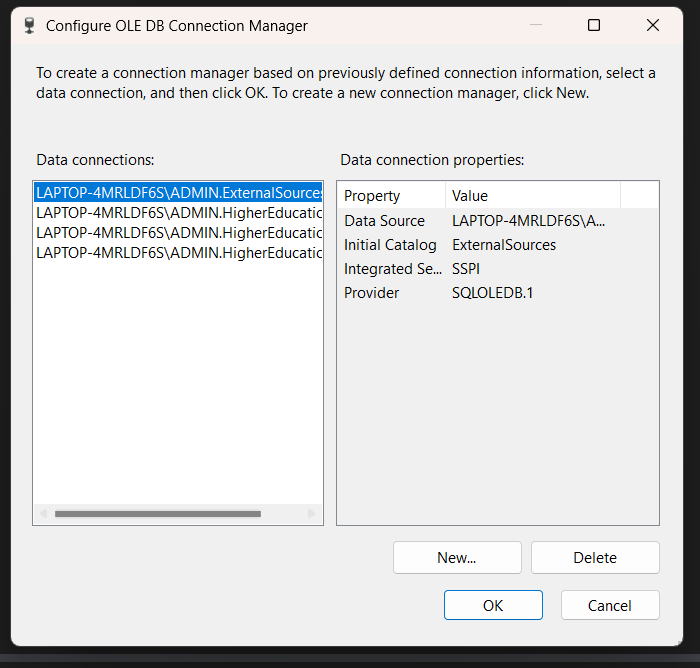 Configure OLE DB Connection Manager
To create a connection manager based on previously defined connection information, select a
data connection, and then click OK. To create a new connection manager, click New.
Data connections:
Data connection properties:
LAPTOP-4MRLDF6S\ADMIN.ExternalSources
LAPTOP-4MRLDF6S\ADMIN.HigherEducatic
LAPTOP-4MRLDF6S\ADMIN.HigherEducatic
LAPTOP-4MRLDF6S\ADMIN.HigherEducatic
Property Value
Data Source LAPTOP-4MRLDF6S\A...
Initial Catalog ExternalSources
Integrated Se... SSPI
Provider SQLOLEDB.1
New... Delete
OK Cancel